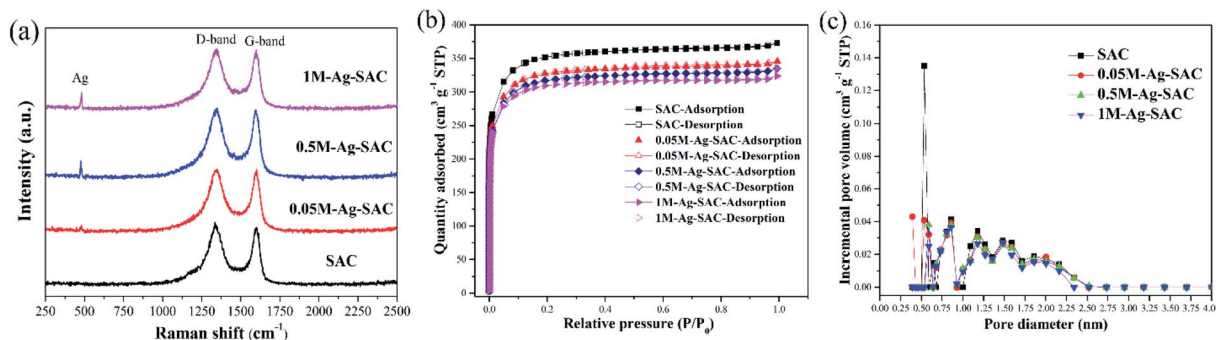 (a)
D-band
G-band
Ag
1M-Ag-SAC
0.5M-Ag-SAC
0.05M-Ag-SAC
SAC
Intensity (a.u.)
250 500 750 1000 1250 1500 1750 2000 2250 2500
Raman shift (cm⁻¹)
(b)
400
350
300
250
200
150
100
50
0
Quantity adsorbed (cm³ g⁻¹ STP)
SAC-Adsorption
SAC-Desorption
0.05M-Ag-SAC-Adsorption
0.05M-Ag-SAC-Desorption
0.5M-Ag-SAC-Adsorption
0.5M-Ag-SAC-Desorption
1M-Ag-SAC-Adsorption
1M-Ag-SAC-Desorption
0.0 0.2 0.4 0.6 0.8 1.0
Relative pressure (P/P₀)
(c)
0.16
0.14
0.12
0.10
0.08
0.06
0.04
0.02
0.00
Incremental pore volume (cm³ g⁻¹ STP)
SAC
0.05M-Ag-SAC
0.5M-Ag-SAC
1M-Ag-SAC
0.00 0.25 0.50 0.75 1.00 1.25 1.50 1.75 2.00 2.25 2.50 2.75 3.00 3.25 3.50 3.75 4.0
Pore diameter (nm)